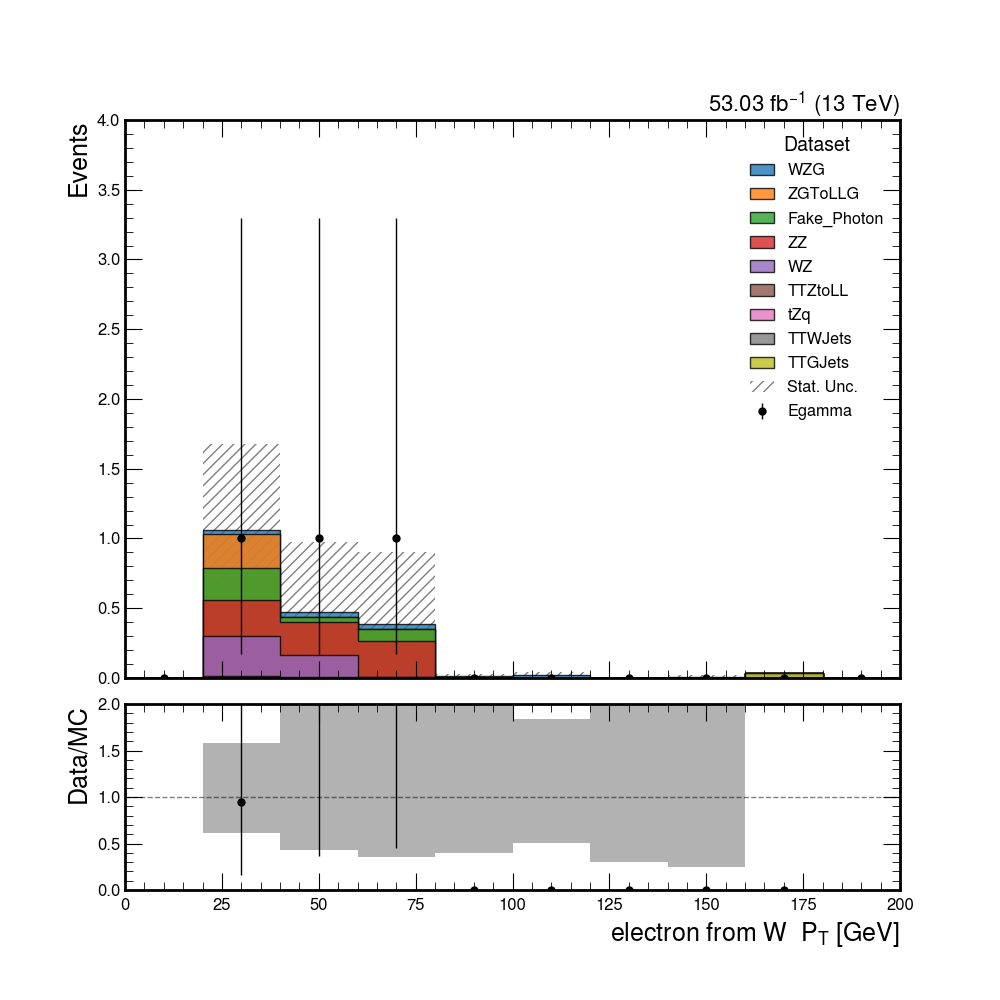 53.03 fb⁻¹ (13 TeV)
Events
4.0
3.5
3.0
2.5
2.0
1.5
1.0
0.5
0.0
Dataset
WZG
ZGToLLG
Fake_Photon
ZZ
WZ
TTZtoLL
tZq
TTWJets
TTGJets
Stat. Unc.
Egamma
Data/MC
2.0
1.5
1.0
0.5
0.0
0 25 50 75 100 125 150 175 200
electron from W P_T [GeV]